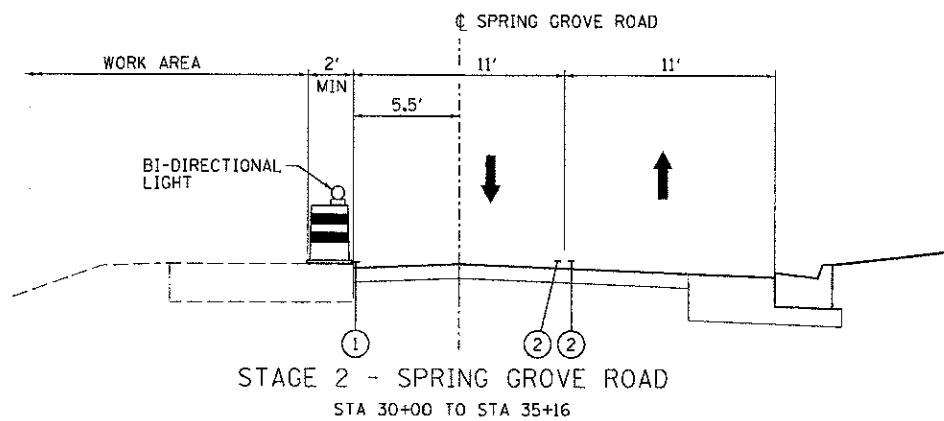 ℄ SPRING GROVE ROAD
WORK AREA
2'
MIN
11'
11'
5.5'
BI-DIRECTIONAL
LIGHT
1
2
2
STAGE 2 - SPRING GROVE ROAD
STA 30+00 TO STA 35+16